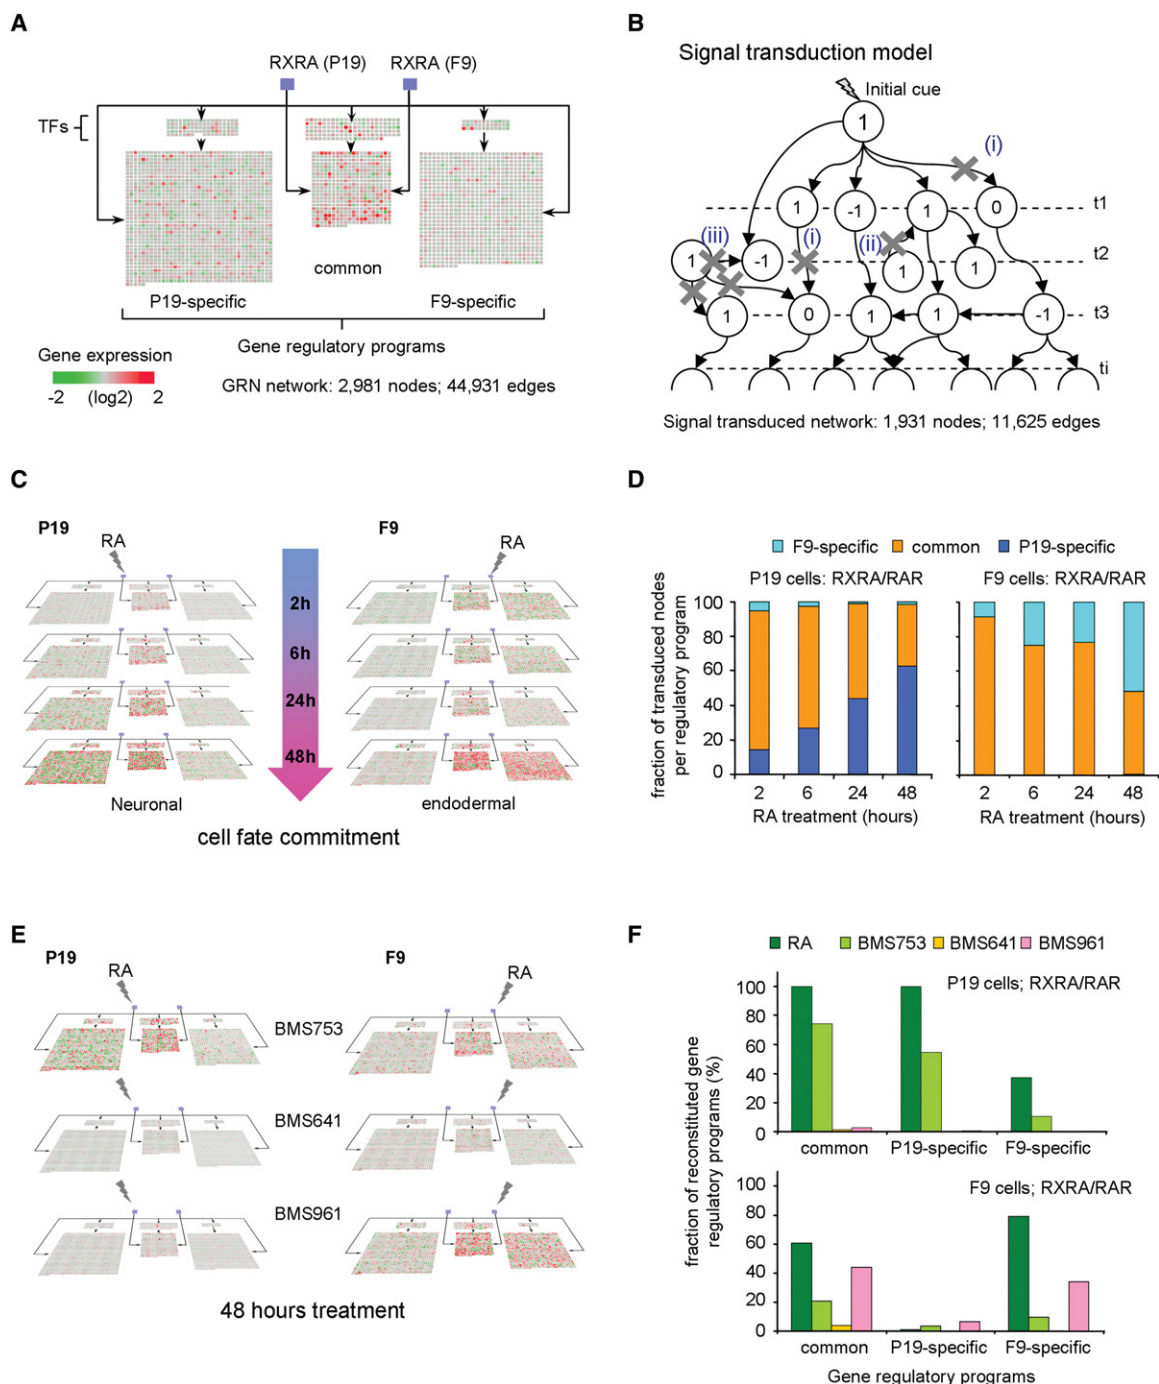 A
RXRA (P19) RXRA (F9)
TFs
common
P19-specific F9-specific
Gene regulatory programs
Gene expression
-2 (log2) 2
GRN network: 2,981 nodes; 44,931 edges
B
Signal transduction model
Initial cue
1
(i)
1 -1 1 0 t1
(iii) (i) (ii)
1 -1 1 1 t2
1 0 1 1 -1 t3
ti
Signal transduced network: 1,931 nodes; 11,625 edges
C
P19 F9
RA RA
2h
6h
24h
48h
Neuronal endodermal
cell fate commitment
D
F9-specific common P19-specific
P19 cells: RXRA/RAR F9 cells: RXRA/RAR
fraction of transduced nodes
per regulatory program
100
80
60
40
20
0
2 6 24 48 2 6 24 48
RA treatment (hours) RA treatment (hours)
E
P19 F9
RA RA
BMS753
BMS641
BMS961
48 hours treatment
F
RA BMS753 BMS641 BMS961
fraction of reconstituted gene
regulatory programs (%)
P19 cells; RXRA/RAR
100
80
60
40
20
0
common P19-specific F9-specific
F9 cells; RXRA/RAR
100
80
60
40
20
0
common P19-specific F9-specific
Gene regulatory programs